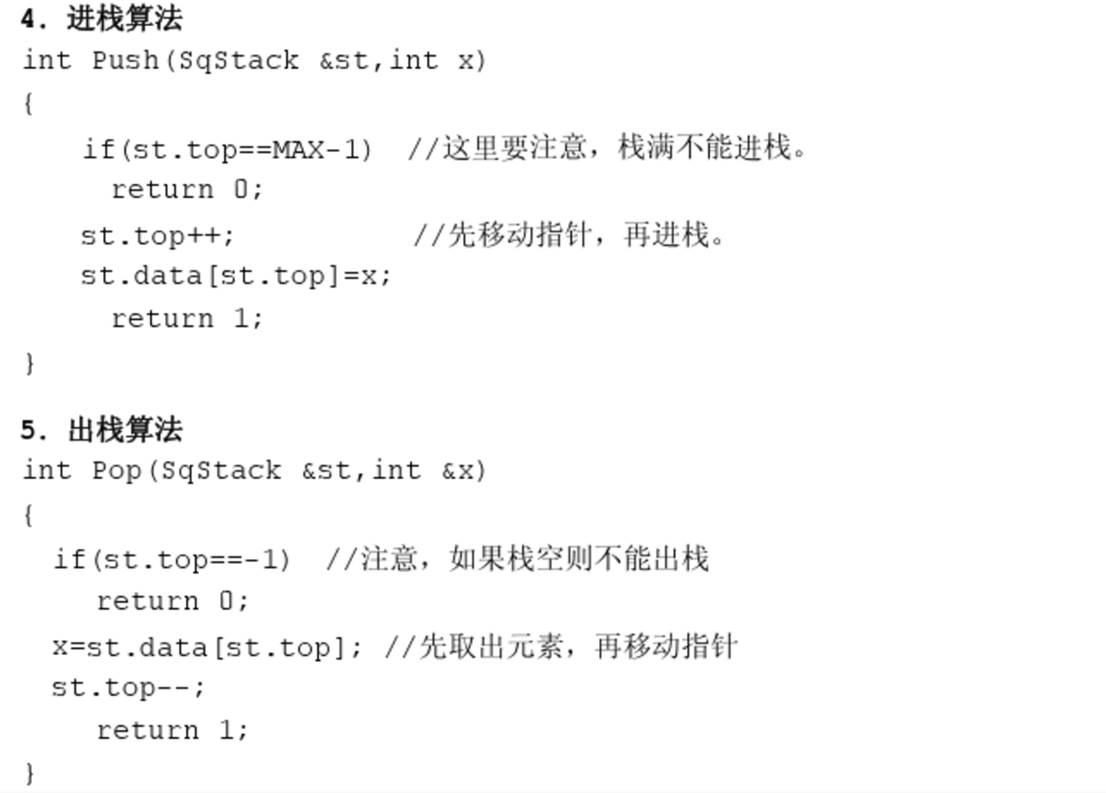 4. 进栈算法
int Push(SqStack &st,int x)
{
if(st.top==MAX-1) //这里要注意，栈满不能进栈。
return 0;
st.top++; //先移动指针，再进栈。
st.data[st.top]=x;
return 1;
}
5. 出栈算法
int Pop(SqStack &st,int &x)
{
if(st.top==-1) //注意，如果栈空则不能出栈
return 0;
x=st.data[st.top]; //先取出元素，再移动指针
st.top--;
return 1;
}